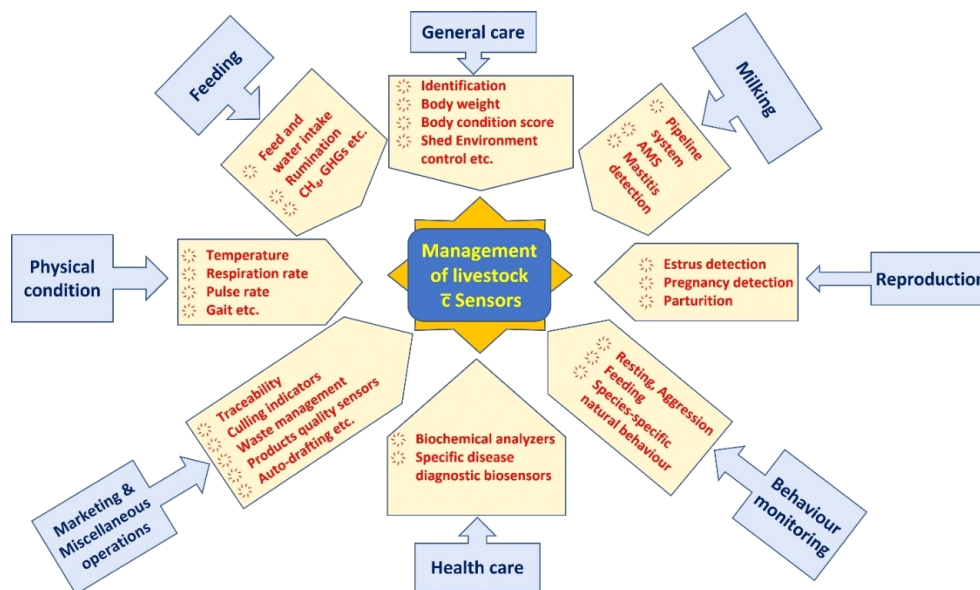 General care
Identification
Body weight
Body condition score
Shed Environment
control etc.
Feeding
Feed and
water intake
Rumination
CH₄, GHGs etc.
Milking
Pipeline
system
AMS
Mastitis
detection
Management
of livestock
c̅ Sensors
Physical
condition
Temperature
Respiration rate
Pulse rate
Gait etc.
Reproduction
Estrus detection
Pregnancy detection
Parturition
Marketing &
Miscellaneous
operations
Traceability
Culling indicators
Waste management
Products quality sensors
Auto-drafting etc.
Health care
Biochemical analyzers
Specific disease
diagnostic biosensors
Behaviour
monitoring
Resting, Aggression
Feeding
Species-specific
natural behaviour